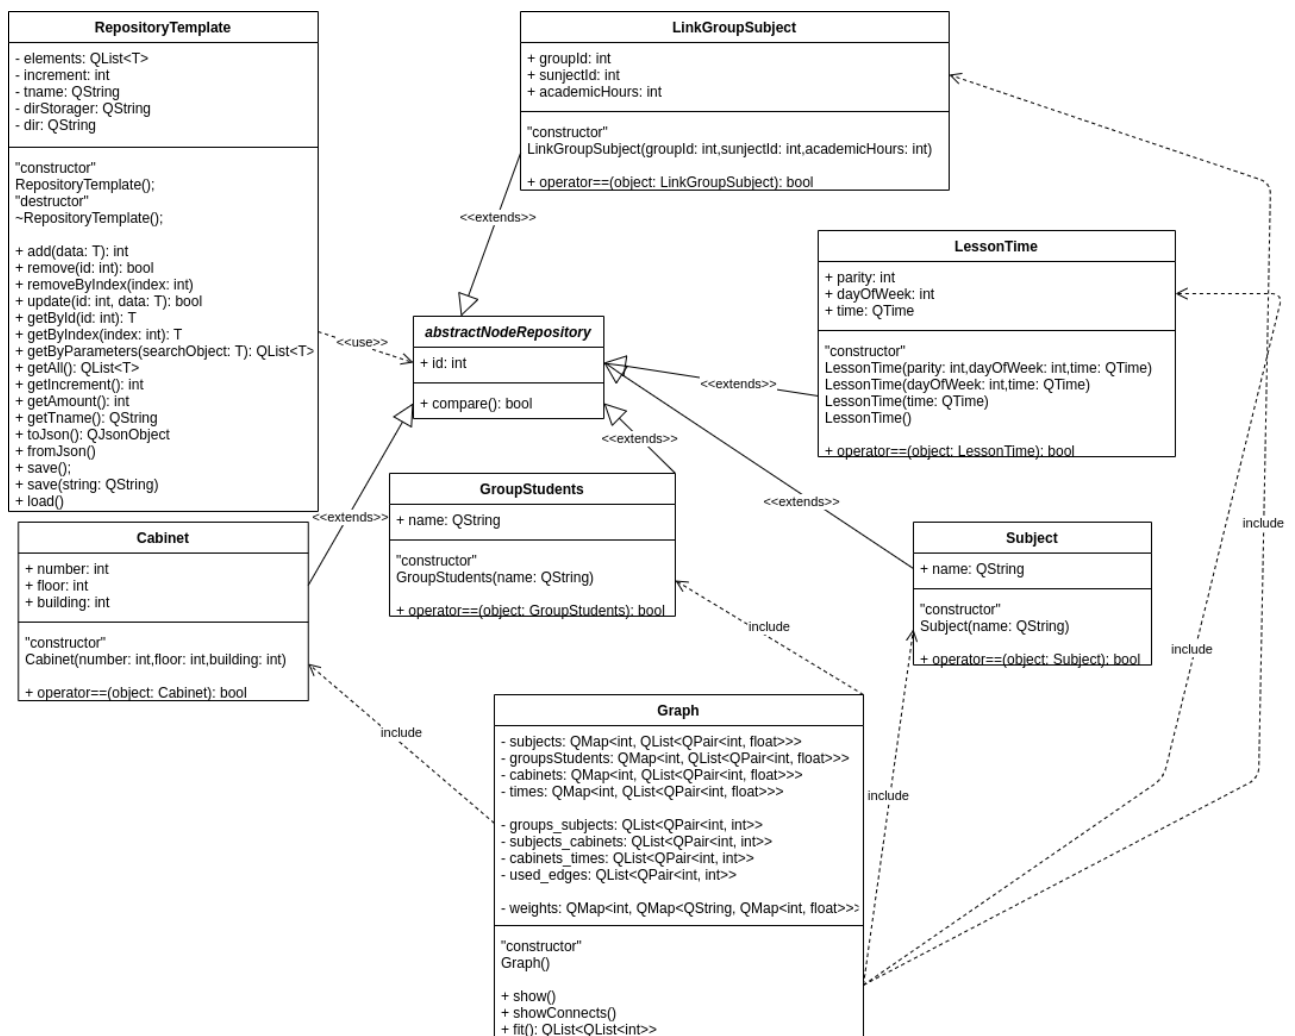 RepositoryTemplate
- elements: QList<T>
- increment: int
- tname: QString
- dirStorager: QString
- dir: QString
"constructor"
RepositoryTemplate();
"destructor"
~RepositoryTemplate();
+ add(data: T): int
+ remove(id: int): bool
+ removeByIndex(index: int)
+ update(id: int, data: T): bool
+ getById(id: int): T
+ getByIndex(index: int): T
+ getByParameters(searchObject: T): QList<T>
+ getAll(): QList<T>
+ getIncrement(): int
+ getAmount(): int
+ getTname(): QString
+ toJson(): QJsonObject
+ fromJson()
+ save();
+ save(string: QString)
+ load()
LinkGroupSubject
+ groupId: int
+ sunjectId: int
+ academicHours: int
"constructor"
LinkGroupSubject(groupId: int,sunjectId: int,academicHours: int)
+ operator==(object: LinkGroupSubject): bool
<<extends>>
LessonTime
+ parity: int
+ dayOfWeek: int
+ time: QTime
"constructor"
LessonTime(parity: int,dayOfWeek: int,time: QTime)
LessonTime(dayOfWeek: int,time: QTime)
LessonTime(time: QTime)
LessonTime()
+ operator==(object: LessonTime): bool
<<use>>
abstractNodeRepository
+ id: int
+ compare(): bool
<<extends>>
<<extends>>
<<extends>>
<<extends>>
GroupStudents
+ name: QString
"constructor"
GroupStudents(name: QString)
+ operator==(object: GroupStudents): bool
Cabinet
+ number: int
+ floor: int
+ building: int
"constructor"
Cabinet(number: int,floor: int,building: int)
+ operator==(object: Cabinet): bool
Subject
+ name: QString
"constructor"
Subject(name: QString)
+ operator==(object: Subject): bool
include
include
include
include
include
Graph
- subjects: QMap<int, QList<QPair<int, float>>>
- groupsStudents: QMap<int, QList<QPair<int, float>>>
- cabinets: QMap<int, QList<QPair<int, float>>>
- times: QMap<int, QList<QPair<int, float>>>
- groups_subjects: QList<QPair<int, int>>
- subjects_cabinets: QList<QPair<int, int>>
- cabinets_times: QList<QPair<int, int>>
- used_edges: QList<QPair<int, int>>
- weights: QMap<int, QMap<QString, QMap<int, float>>>
"constructor"
Graph()
+ show()
+ showConnects()
+ fit(): QList<QList<int>>